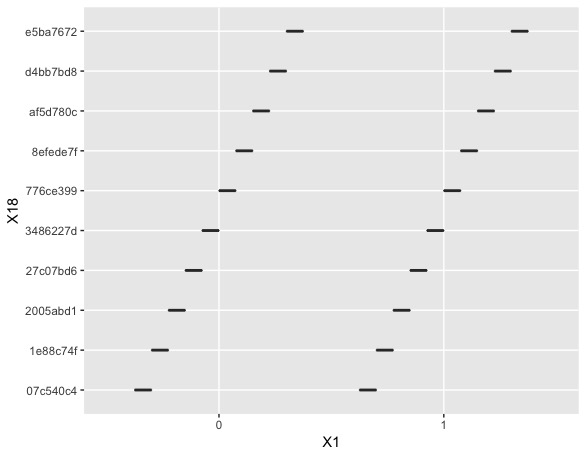 e5ba7672
d4bb7bd8
af5d780c
8efede7f
776ce399
3486227d
27c07bd6
2005abd1
1e88c74f
07c540c4
X18
0 1
X1